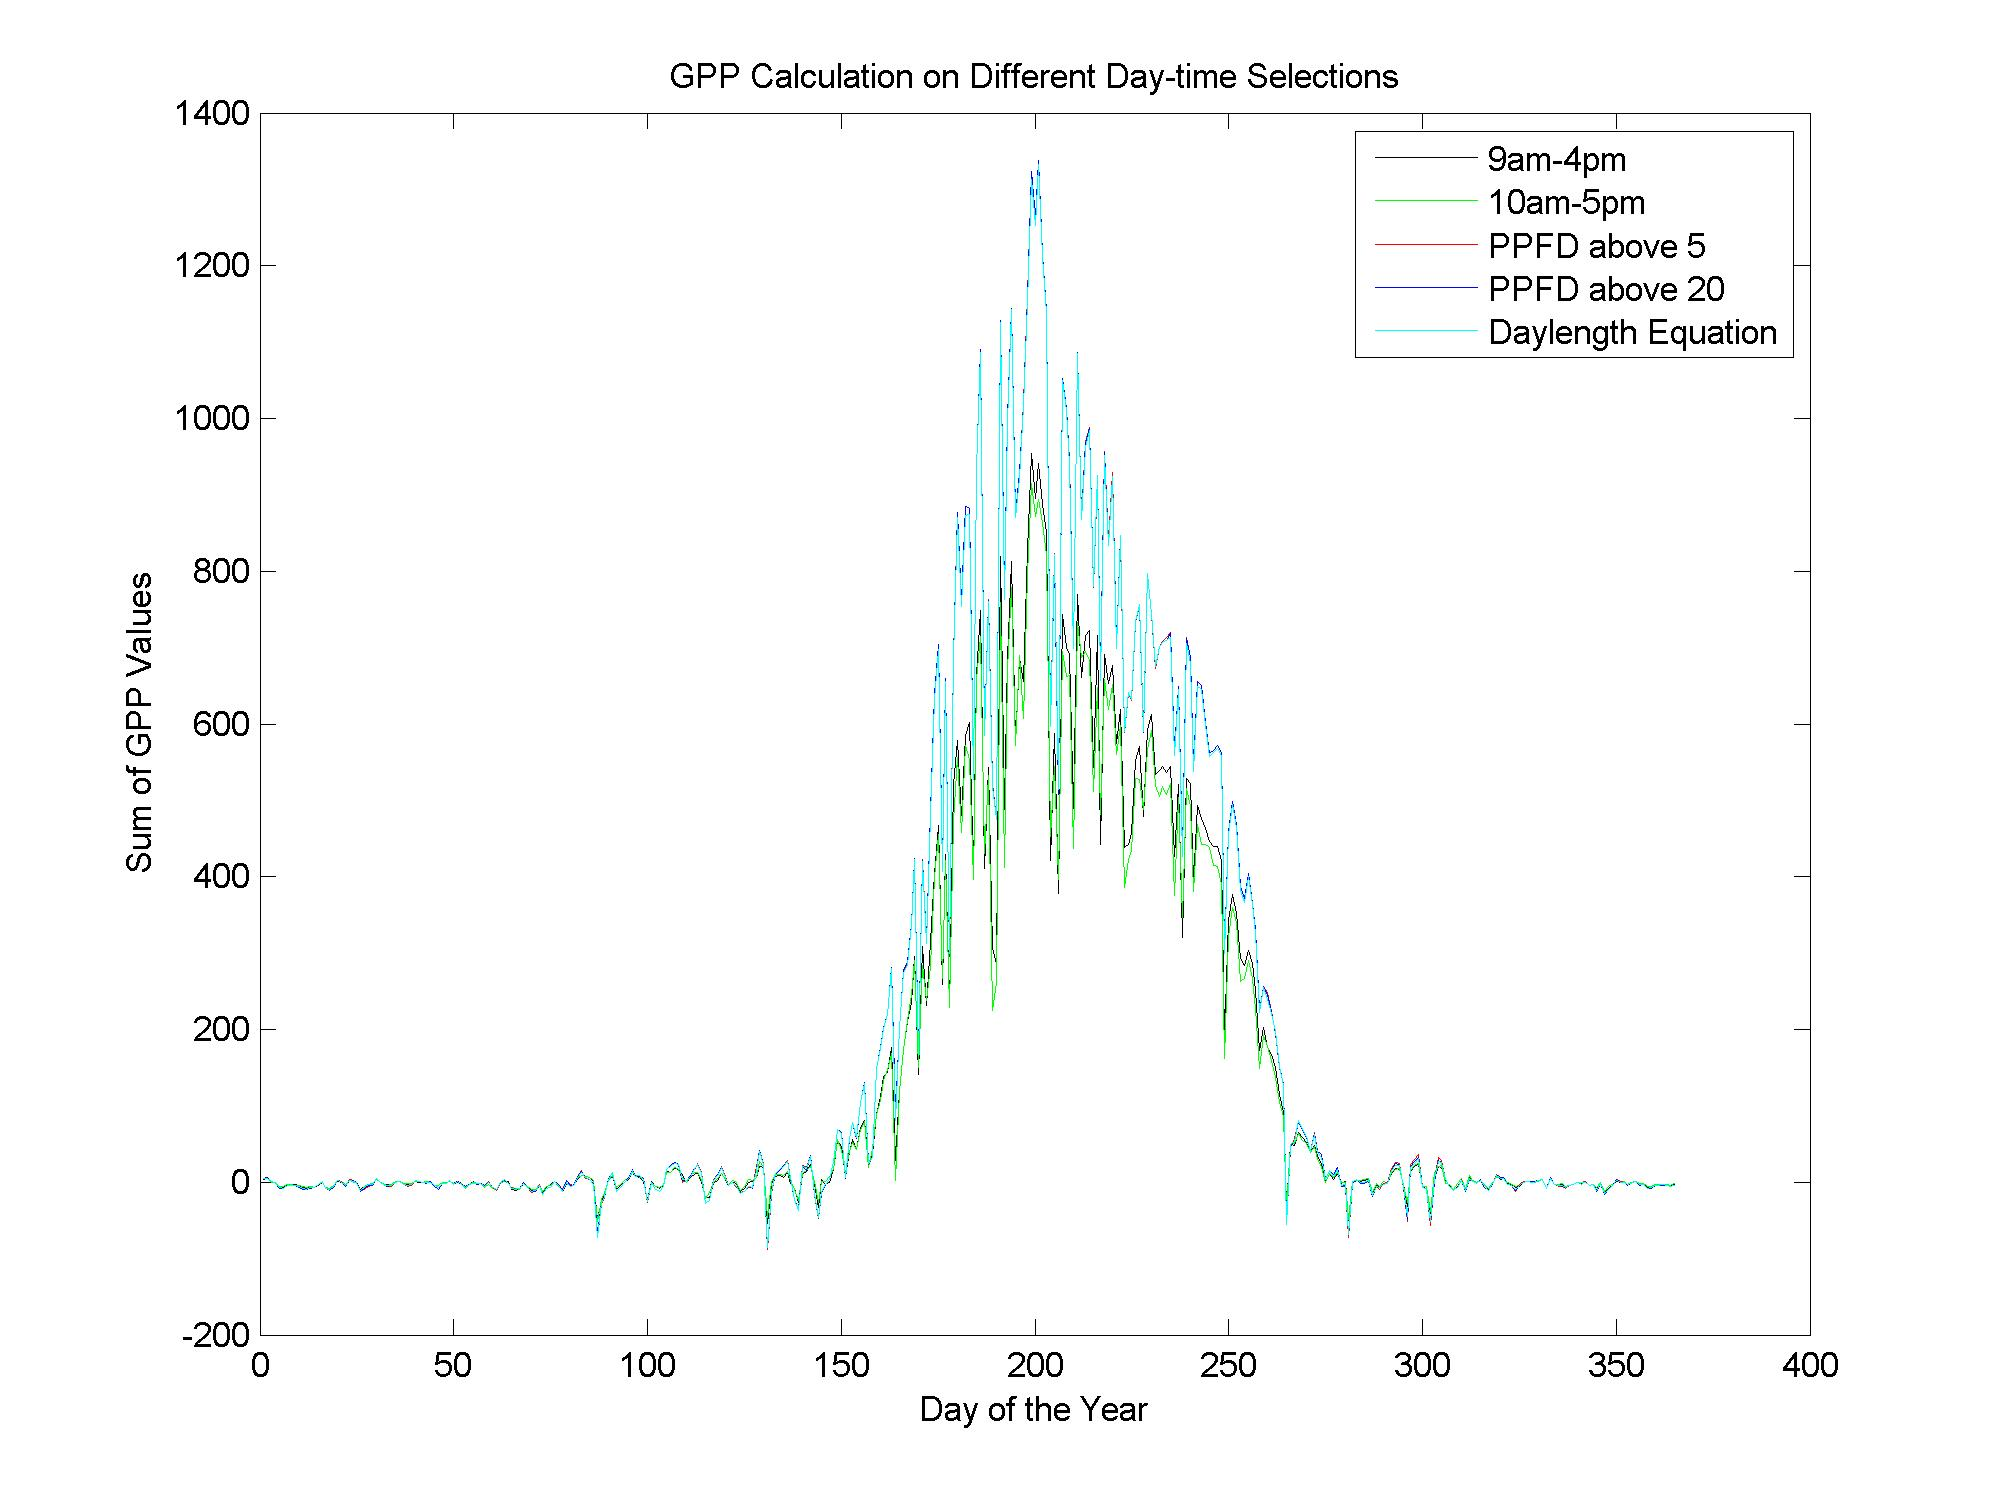 GPP Calculation on Different Day-time Selections
1400
1200
1000
800
600
400
200
0
-200
Sum of GPP Values
9am-4pm
10am-5pm
PPFD above 5
PPFD above 20
Daylength Equation
0 50 100 150 200 250 300 350 400
Day of the Year